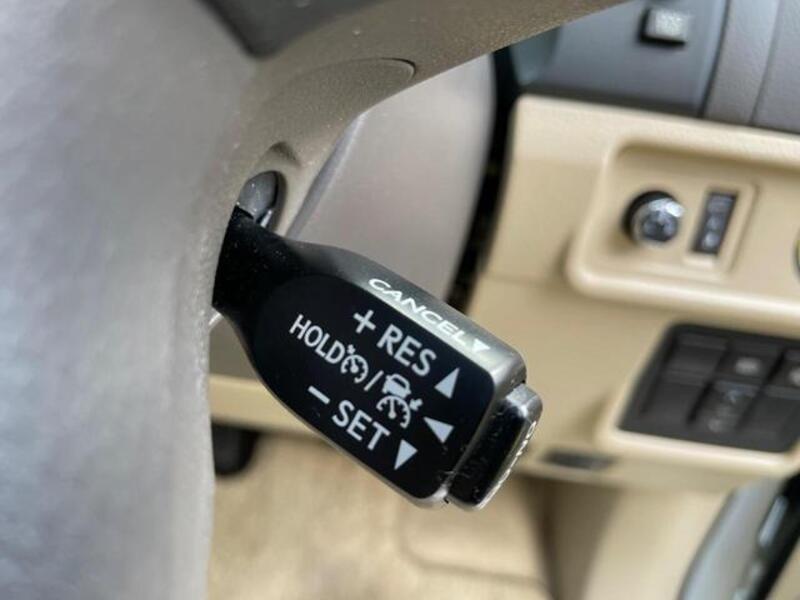 CANCEL
+ RES
HOLD /
− SET